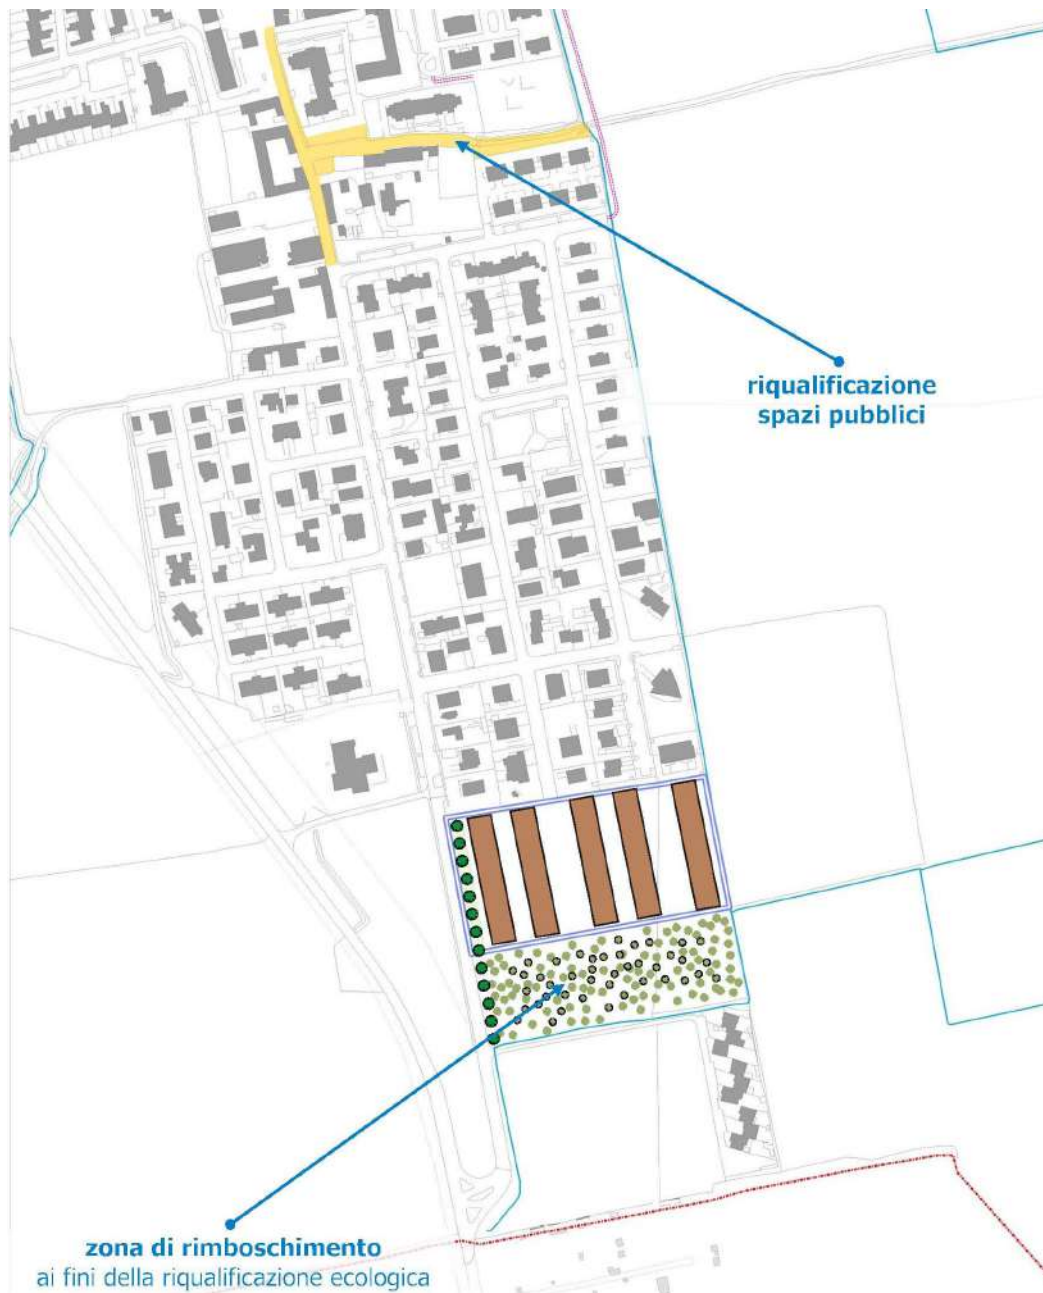 riqualificazione
spazi pubblici
zona di rimboschimento
ai fini della riqualificazione ecologica